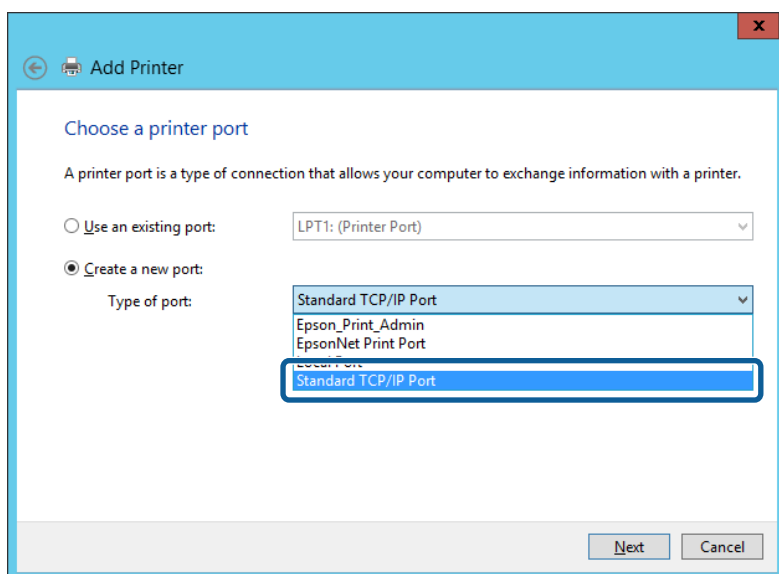 x
Add Printer
Choose a printer port
A printer port is a type of connection that allows your computer to exchange information with a printer.
Use an existing port: LPT1: (Printer Port)
Create a new port:
Type of port: Standard TCP/IP Port
Epson_Print_Admin
EpsonNet Print Port
Local Port
Standard TCP/IP Port
Next Cancel